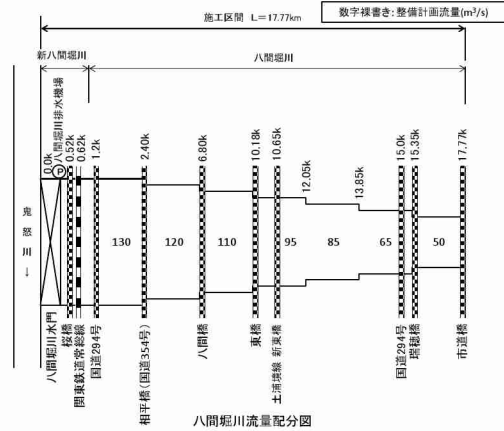 数字裸書き：整備計画流量(m³/s)
施工区間 L=17.77km
新八間堀川
八間堀川
0.0k
八間堀川排水機場
P
0.52k
0.62k
1.2k
2.40k
6.80k
10.18k
10.65k
12.05k
13.85k
15.0k
15.35k
17.77k
鬼怒川→
130
120
110
95
85
65
50
八間堀川水門
桜橋
関東鉄道常総線
国道294号
相平橋(国道354号)
八間橋
東橋
土浦境線 新東橋
国道294号
瑞穂橋
市道橋
八間堀川流量配分図